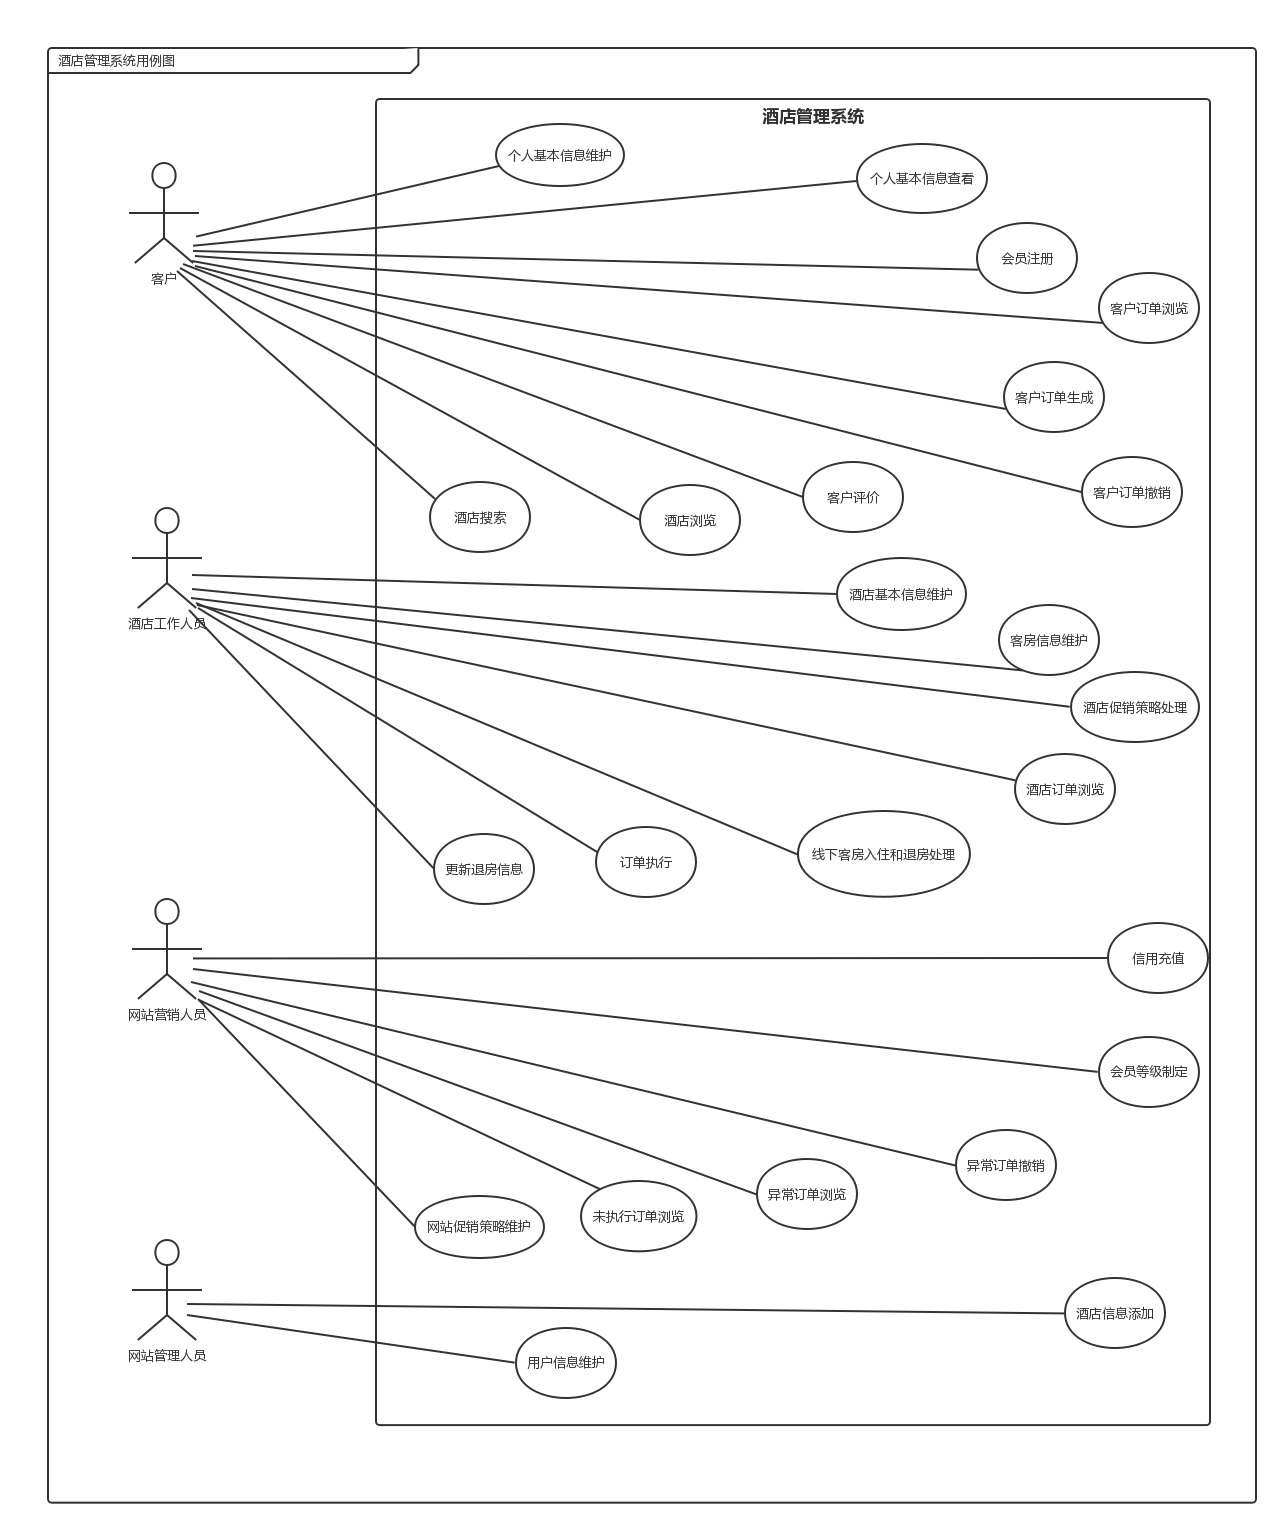 酒店管理系统用例图
酒店管理系统
个人基本信息维护
个人基本信息查看
会员注册
客户
客户订单浏览
客户订单生成
客户订单撤销
客户评价
酒店搜索
酒店浏览
酒店基本信息维护
酒店工作人员
客房信息维护
酒店促销策略处理
酒店订单浏览
线下客房入住和退房处理
订单执行
更新退房信息
信用充值
网站营销人员
会员等级制定
异常订单撤销
异常订单浏览
未执行订单浏览
网站促销策略维护
酒店信息添加
网站管理人员
用户信息维护